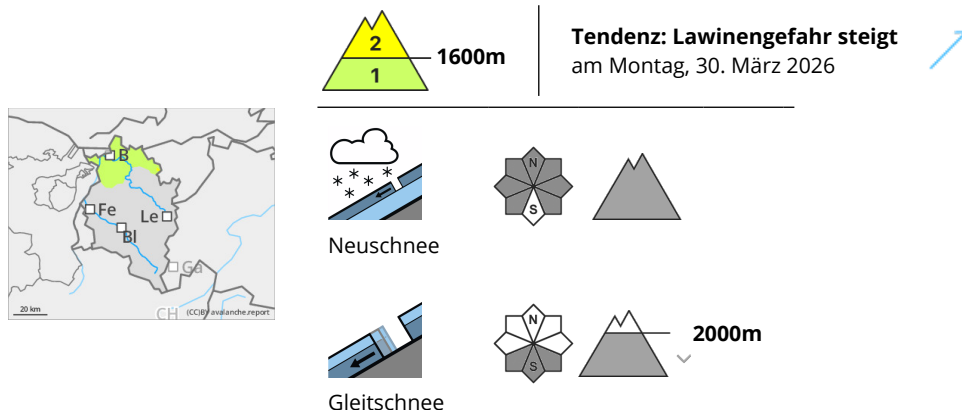 2
1
1600m
Tendenz: Lawinengefahr steigt
am Montag, 30. März 2026
B
Fe
Le
Bl
Ga
CH
20 km
(CC)BY avalanche.report
N
S
Neuschnee
N
S
2000m
Gleitschnee